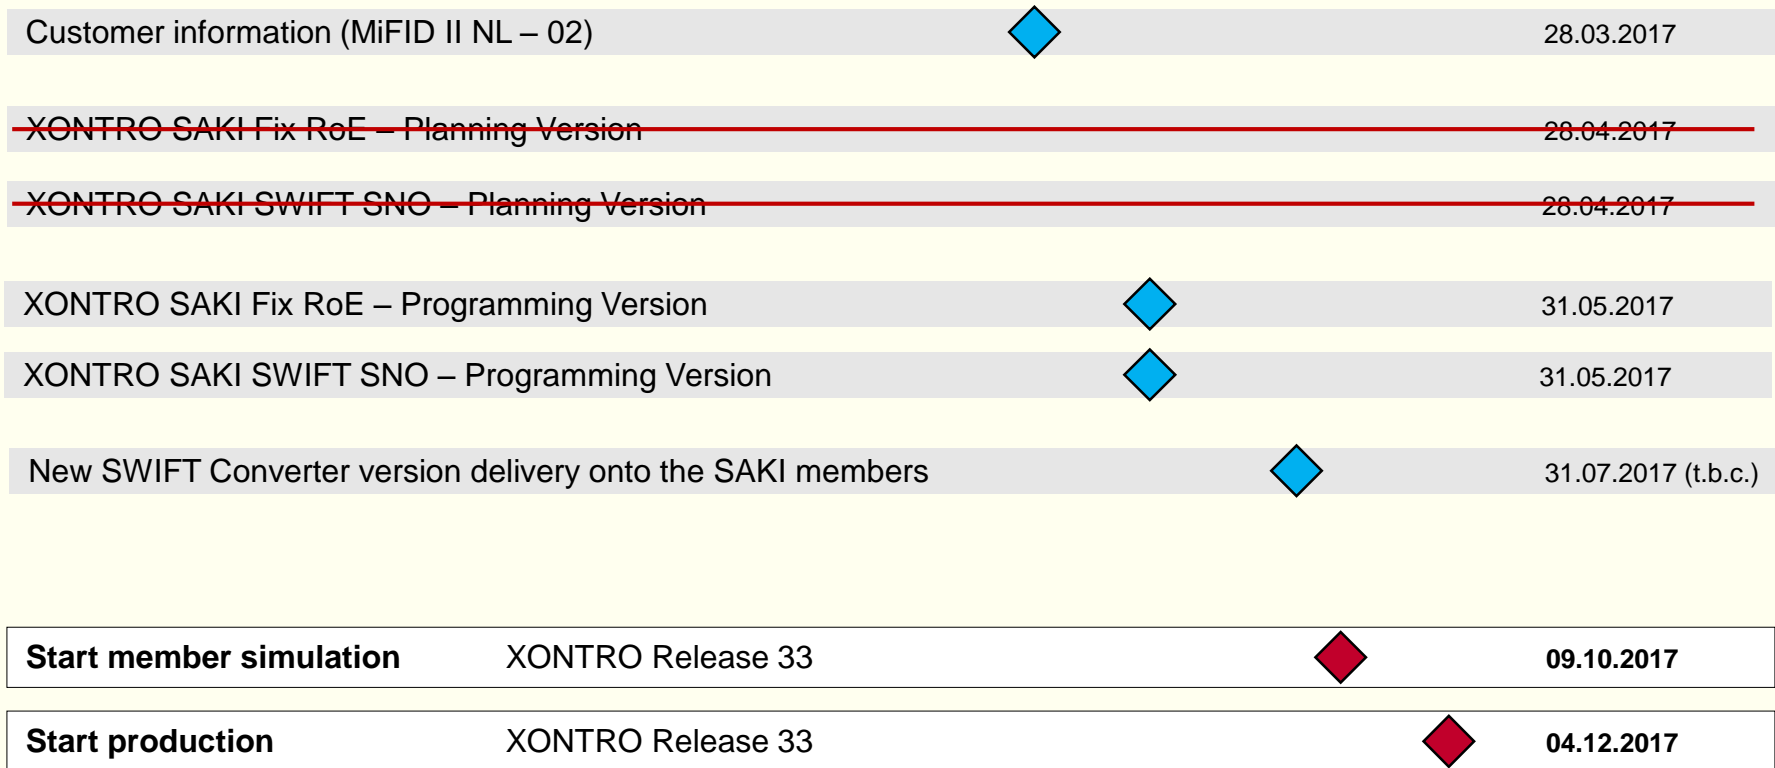 Customer information (MiFID II NL – 02) 28.03.2017
XONTRO SAKI Fix RoE – Planning Version 28.04.2017
XONTRO SAKI SWIFT SNO – Planning Version 28.04.2017
XONTRO SAKI Fix RoE – Programming Version 31.05.2017
XONTRO SAKI SWIFT SNO – Programming Version 31.05.2017
New SWIFT Converter version delivery onto the SAKI members 31.07.2017 (t.b.c.)
Start member simulation XONTRO Release 33 09.10.2017
Start production XONTRO Release 33 04.12.2017